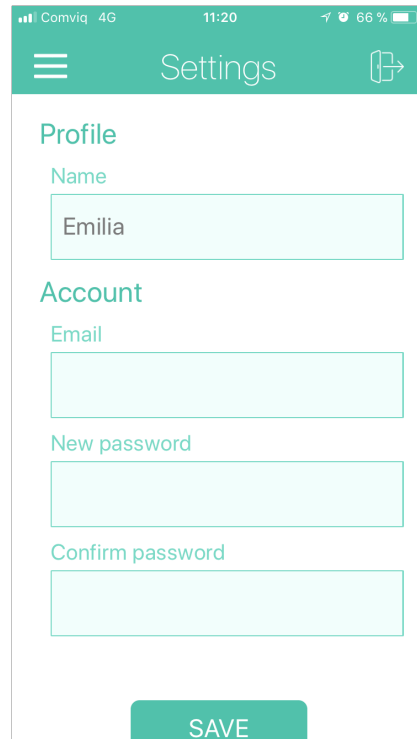 Comviq 4G 11:20 66 %
Settings
Profile
Name
Emilia
Account
Email
New password
Confirm password
SAVE